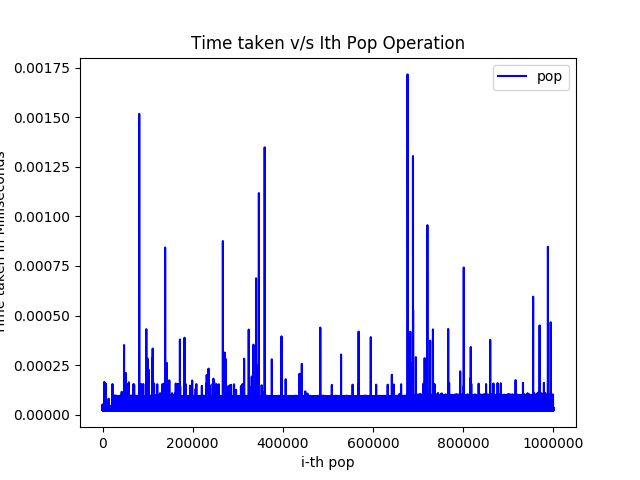 Time taken v/s Ith Pop Operation
pop
0.00175
0.00150
0.00125
0.00100
0.00075
0.00050
0.00025
0.00000
Time taken in Milliseconds
0 200000 400000 600000 800000 1000000
i-th pop